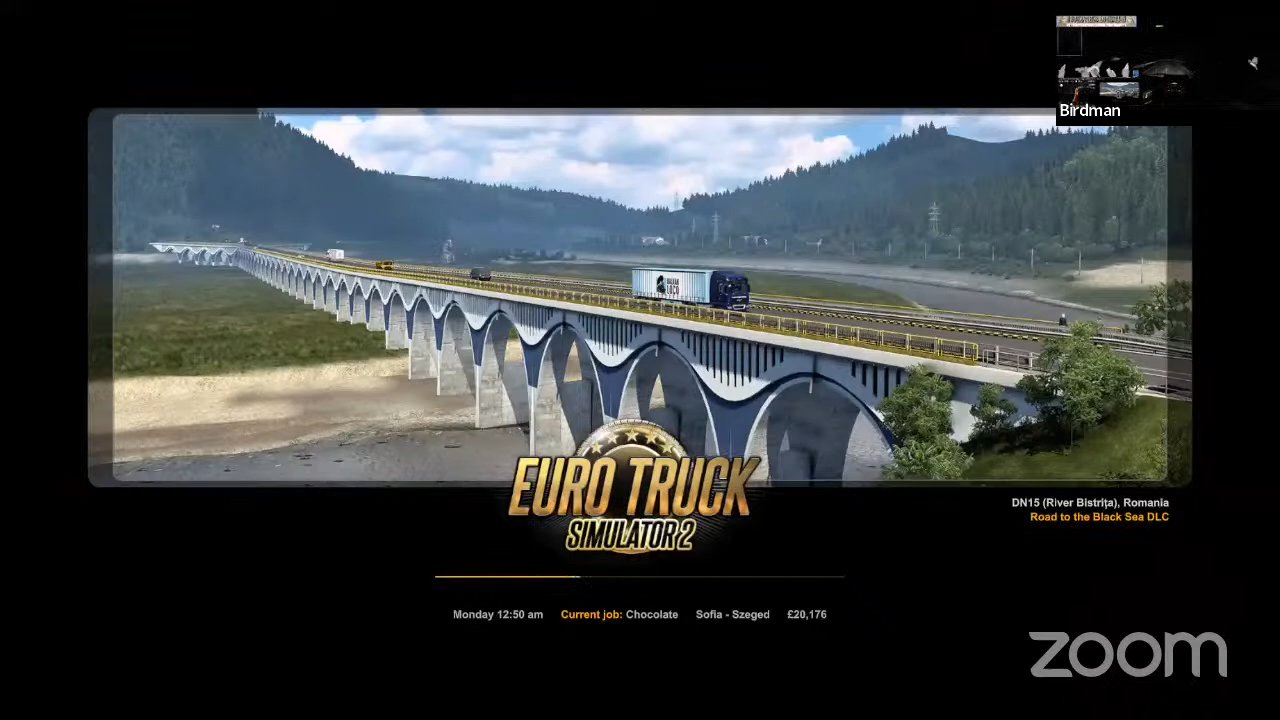 Birdman
EURO TRUCK
SIMULATOR 2
DN15 (River Bistrița), Romania
Road to the Black Sea DLC
Monday 12:50 am Current job: Chocolate Sofia - Szeged £20,176
zoom